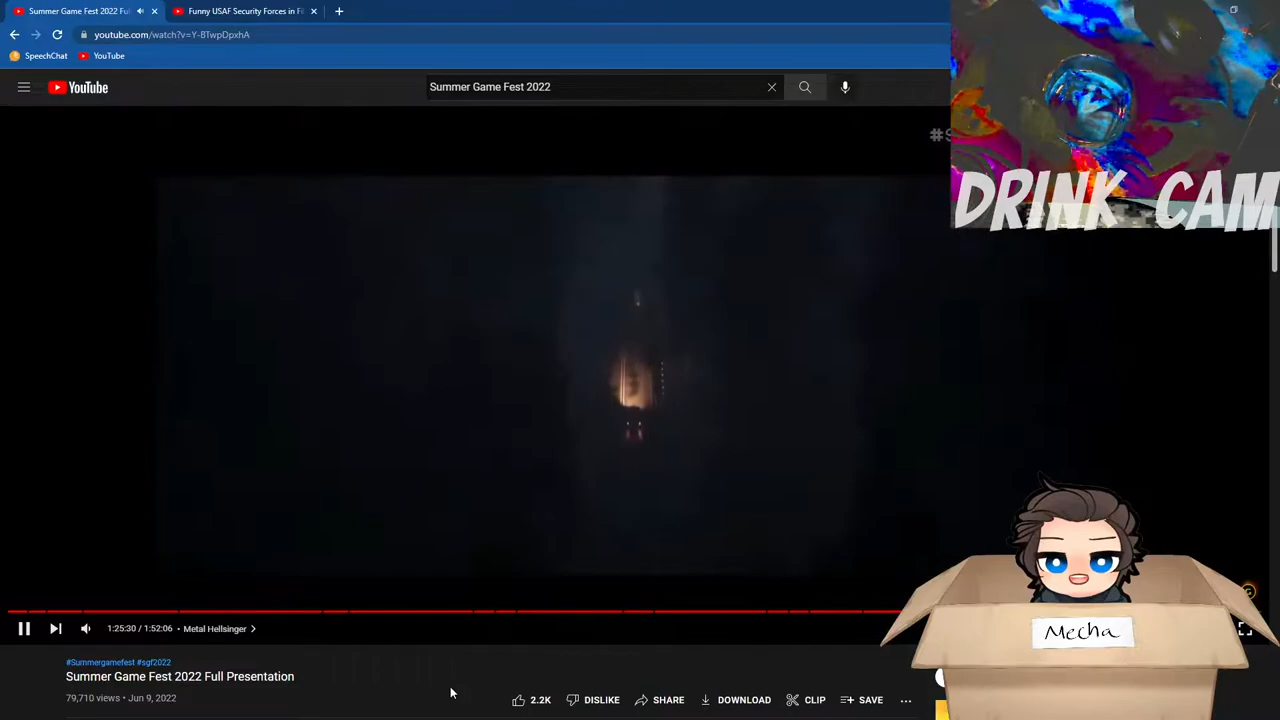 Summer Game Fest 2022 Ful
Funny USAF Security Forces in F
youtube.com/watch?v=Y-BTwpDpxhA
SpeechChat
YouTube
YouTube
Summer Game Fest 2022
DRINK CAM
1:25:30 / 1:52:06 • Metal Hellsinger
Mecha
#Summergamefest #sgf2022
Summer Game Fest 2022 Full Presentation
79,710 views • Jun 9, 2022
2.2K
DISLIKE
SHARE
DOWNLOAD
CLIP
SAVE